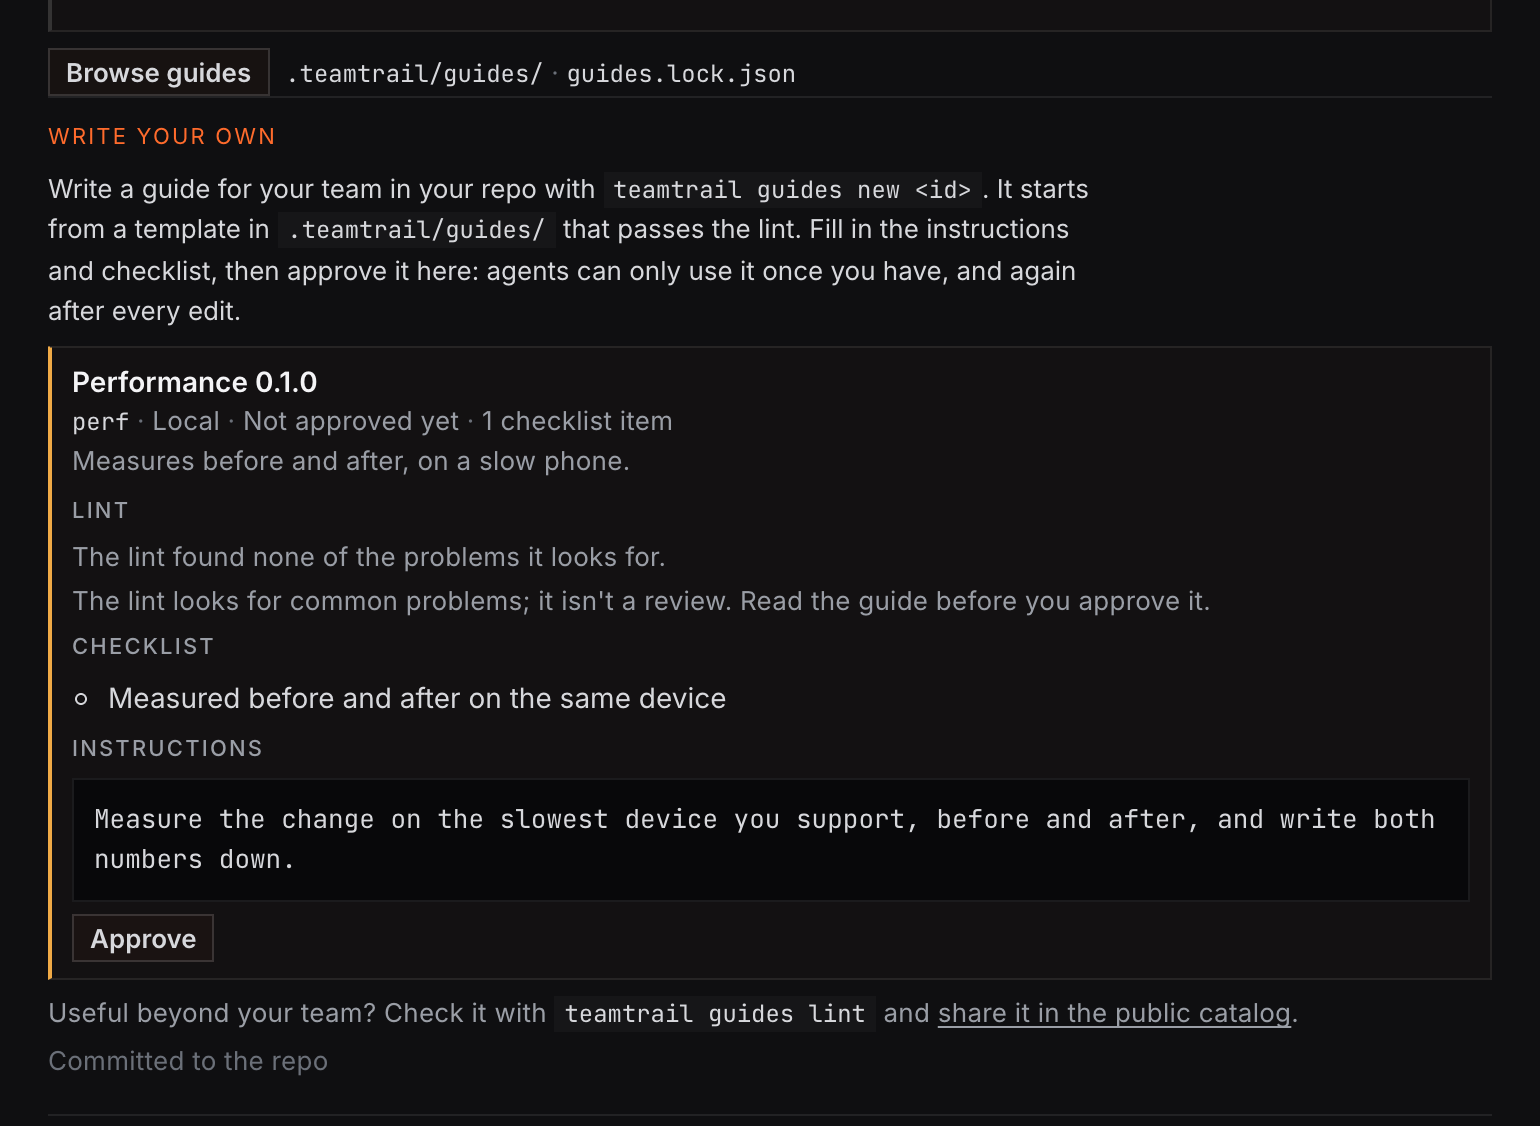 Browse guides .teamtrail/guides/ · guides.lock.json
WRITE YOUR OWN
Write a guide for your team in your repo with teamtrail guides new <id>. It starts
from a template in .teamtrail/guides/ that passes the lint. Fill in the instructions
and checklist, then approve it here: agents can only use it once you have, and again
after every edit.
Performance 0.1.0
perf · Local · Not approved yet · 1 checklist item
Measures before and after, on a slow phone.
LINT
The lint found none of the problems it looks for.
The lint looks for common problems; it isn't a review. Read the guide before you approve it.
CHECKLIST
Measured before and after on the same device
INSTRUCTIONS
Measure the change on the slowest device you support, before and after, and write both
numbers down.
Approve
Useful beyond your team? Check it with teamtrail guides lint and share it in the public catalog.
Committed to the repo